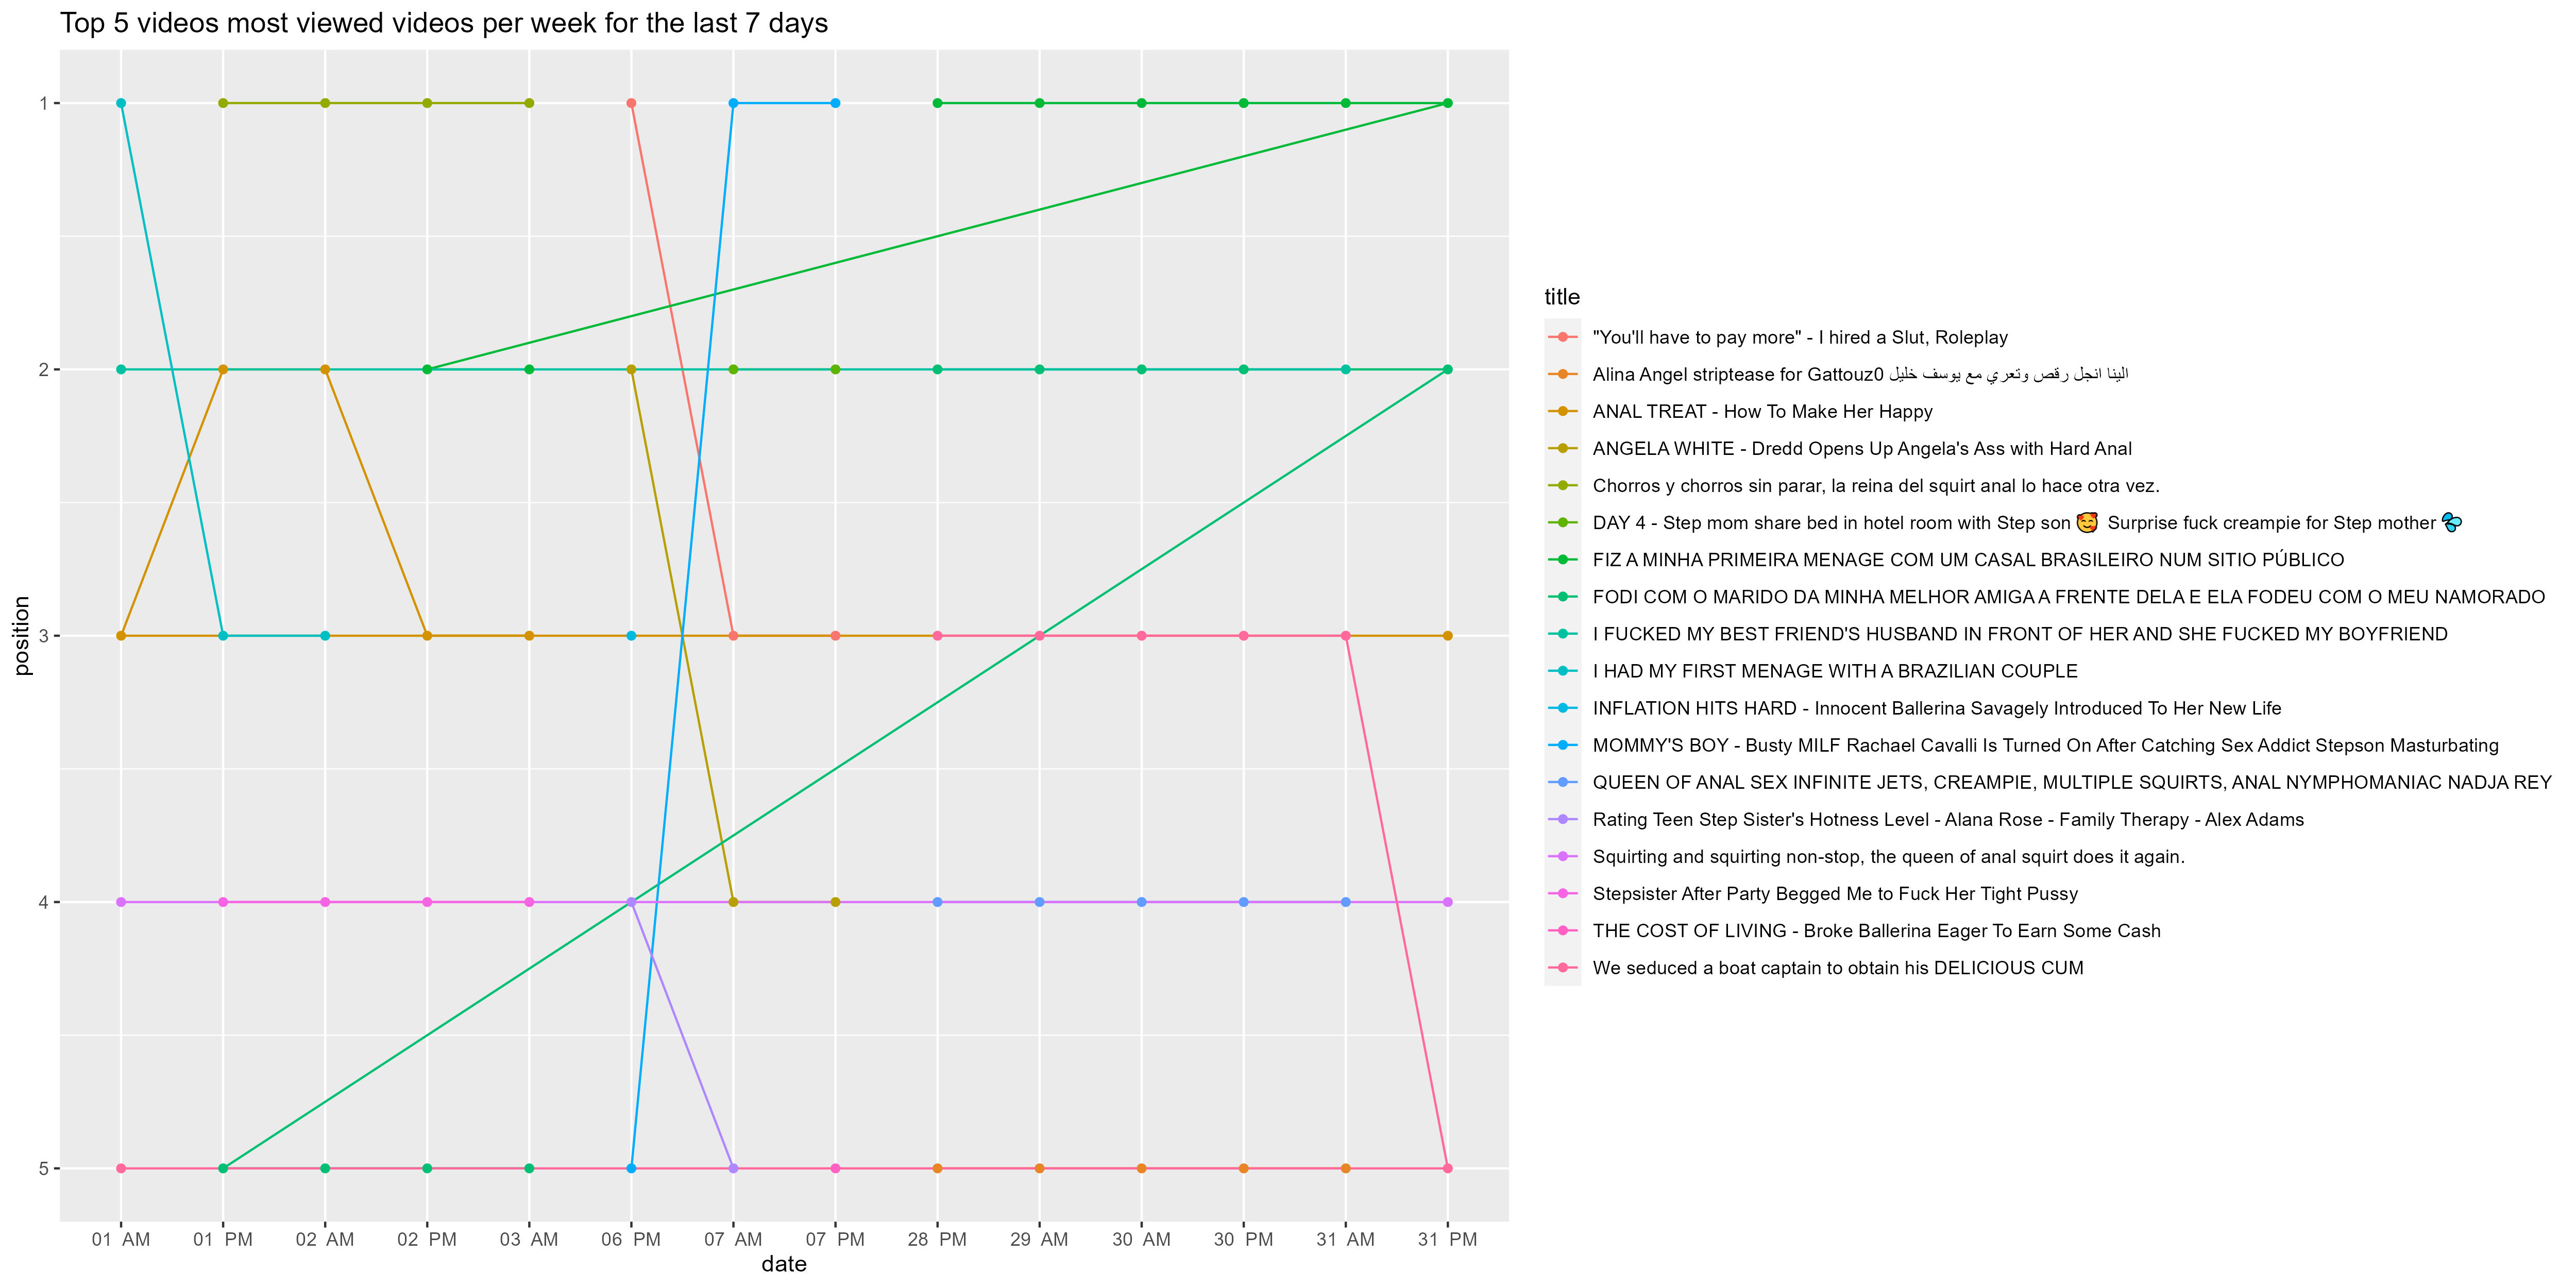 Top 5 videos most viewed videos per week for the last 7 days
position
1
2
3
4
5
01 AM
01 PM
02 AM
02 PM
03 AM
06 PM
07 AM
07 PM
28 PM
29 AM
30 AM
30 PM
31 AM
31 PM
date
title
"You'll have to pay more" - I hired a Slut, Roleplay
Alina Angel striptease for Gattouz0 الينا انجل رقص وتعري مع يوسف خليل
ANAL TREAT - How To Make Her Happy
ANGELA WHITE - Dredd Opens Up Angela's Ass with Hard Anal
Chorros y chorros sin parar, la reina del squirt anal lo hace otra vez.
DAY 4 - Step mom share bed in hotel room with Step son 🥰 Surprise fuck creampie for Step mother 💦
FIZ A MINHA PRIMEIRA MENAGE COM UM CASAL BRASILEIRO NUM SITIO PÚBLICO
FODI COM O MARIDO DA MINHA MELHOR AMIGA A FRENTE DELA E ELA FODEU COM O MEU NAMORADO
I FUCKED MY BEST FRIEND'S HUSBAND IN FRONT OF HER AND SHE FUCKED MY BOYFRIEND
I HAD MY FIRST MENAGE WITH A BRAZILIAN COUPLE
INFLATION HITS HARD - Innocent Ballerina Savagely Introduced To Her New Life
MOMMY'S BOY - Busty MILF Rachael Cavalli Is Turned On After Catching Sex Addict Stepson Masturbating
QUEEN OF ANAL SEX INFINITE JETS, CREAMPIE, MULTIPLE SQUIRTS, ANAL NYMPHOMANIAC NADJA REY
Rating Teen Step Sister's Hotness Level - Alana Rose - Family Therapy - Alex Adams
Squirting and squirting non-stop, the queen of anal squirt does it again.
Stepsister After Party Begged Me to Fuck Her Tight Pussy
THE COST OF LIVING - Broke Ballerina Eager To Earn Some Cash
We seduced a boat captain to obtain his DELICIOUS CUM